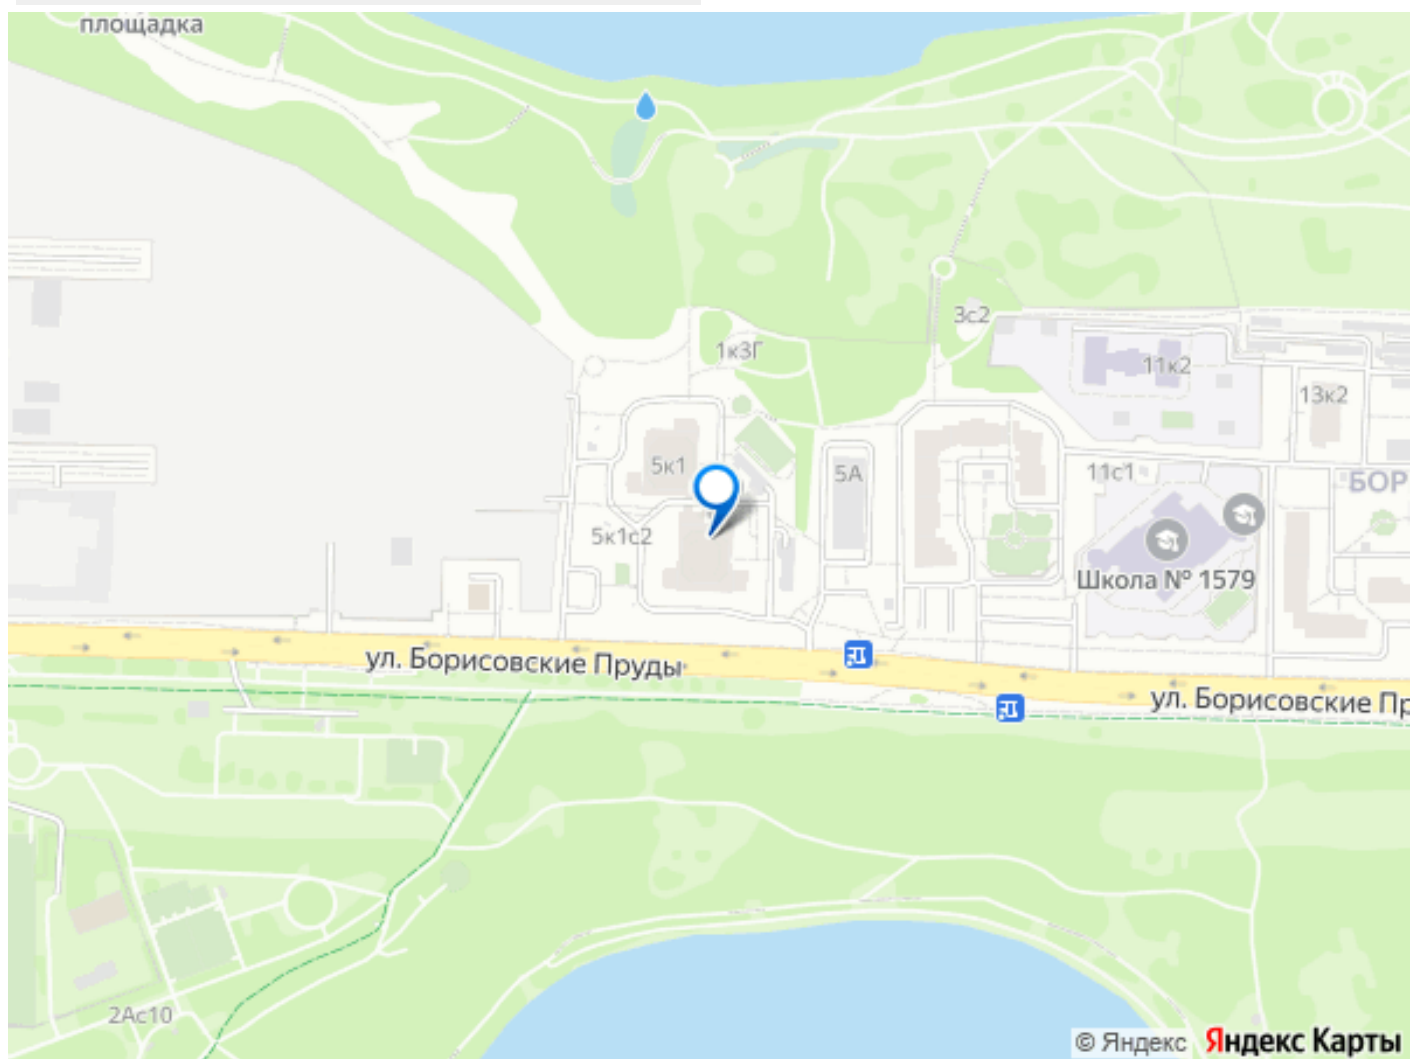 площадка
3с2
1к3Г
11к2
13к2
5к1
5А
11с1
БОР
5к1с2
Школа № 1579
ул. Борисовские Пруды
ул. Борисовские Пр
2Ас10
© Яндекс Яндекс Карты